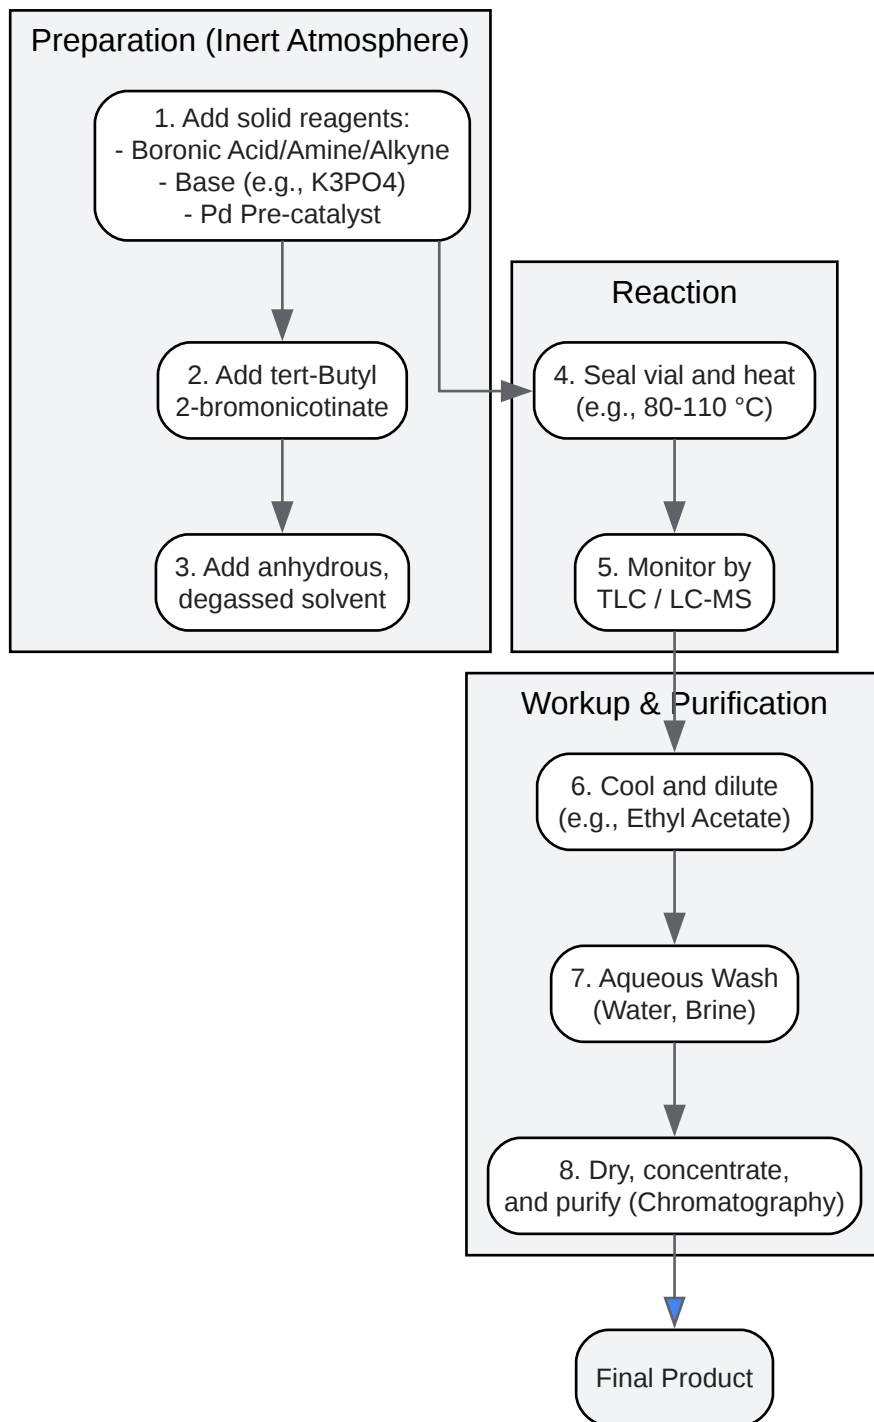 Preparation (Inert Atmosphere)
1. Add solid reagents:
- Boronic Acid/Amine/Alkyne
- Base (e.g., K3PO4)
- Pd Pre-catalyst
2. Add tert-Butyl
2-bromonicotinate
3. Add anhydrous,
degassed solvent
Reaction
4. Seal vial and heat
(e.g., 80-110 °C)
5. Monitor by
TLC / LC-MS
Workup & Purification
6. Cool and dilute
(e.g., Ethyl Acetate)
7. Aqueous Wash
(Water, Brine)
8. Dry, concentrate,
and purify (Chromatography)
Final Product